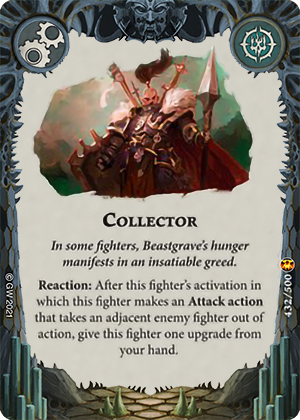 COLLECTOR
In some fighters, Beastgrave's hunger
manifests in an insatiable greed.
Reaction: After this fighter's activation in
which this fighter makes an Attack action
that takes an adjacent enemy fighter out of
action, give this fighter one upgrade from
your hand.
© GW 2021
432/500